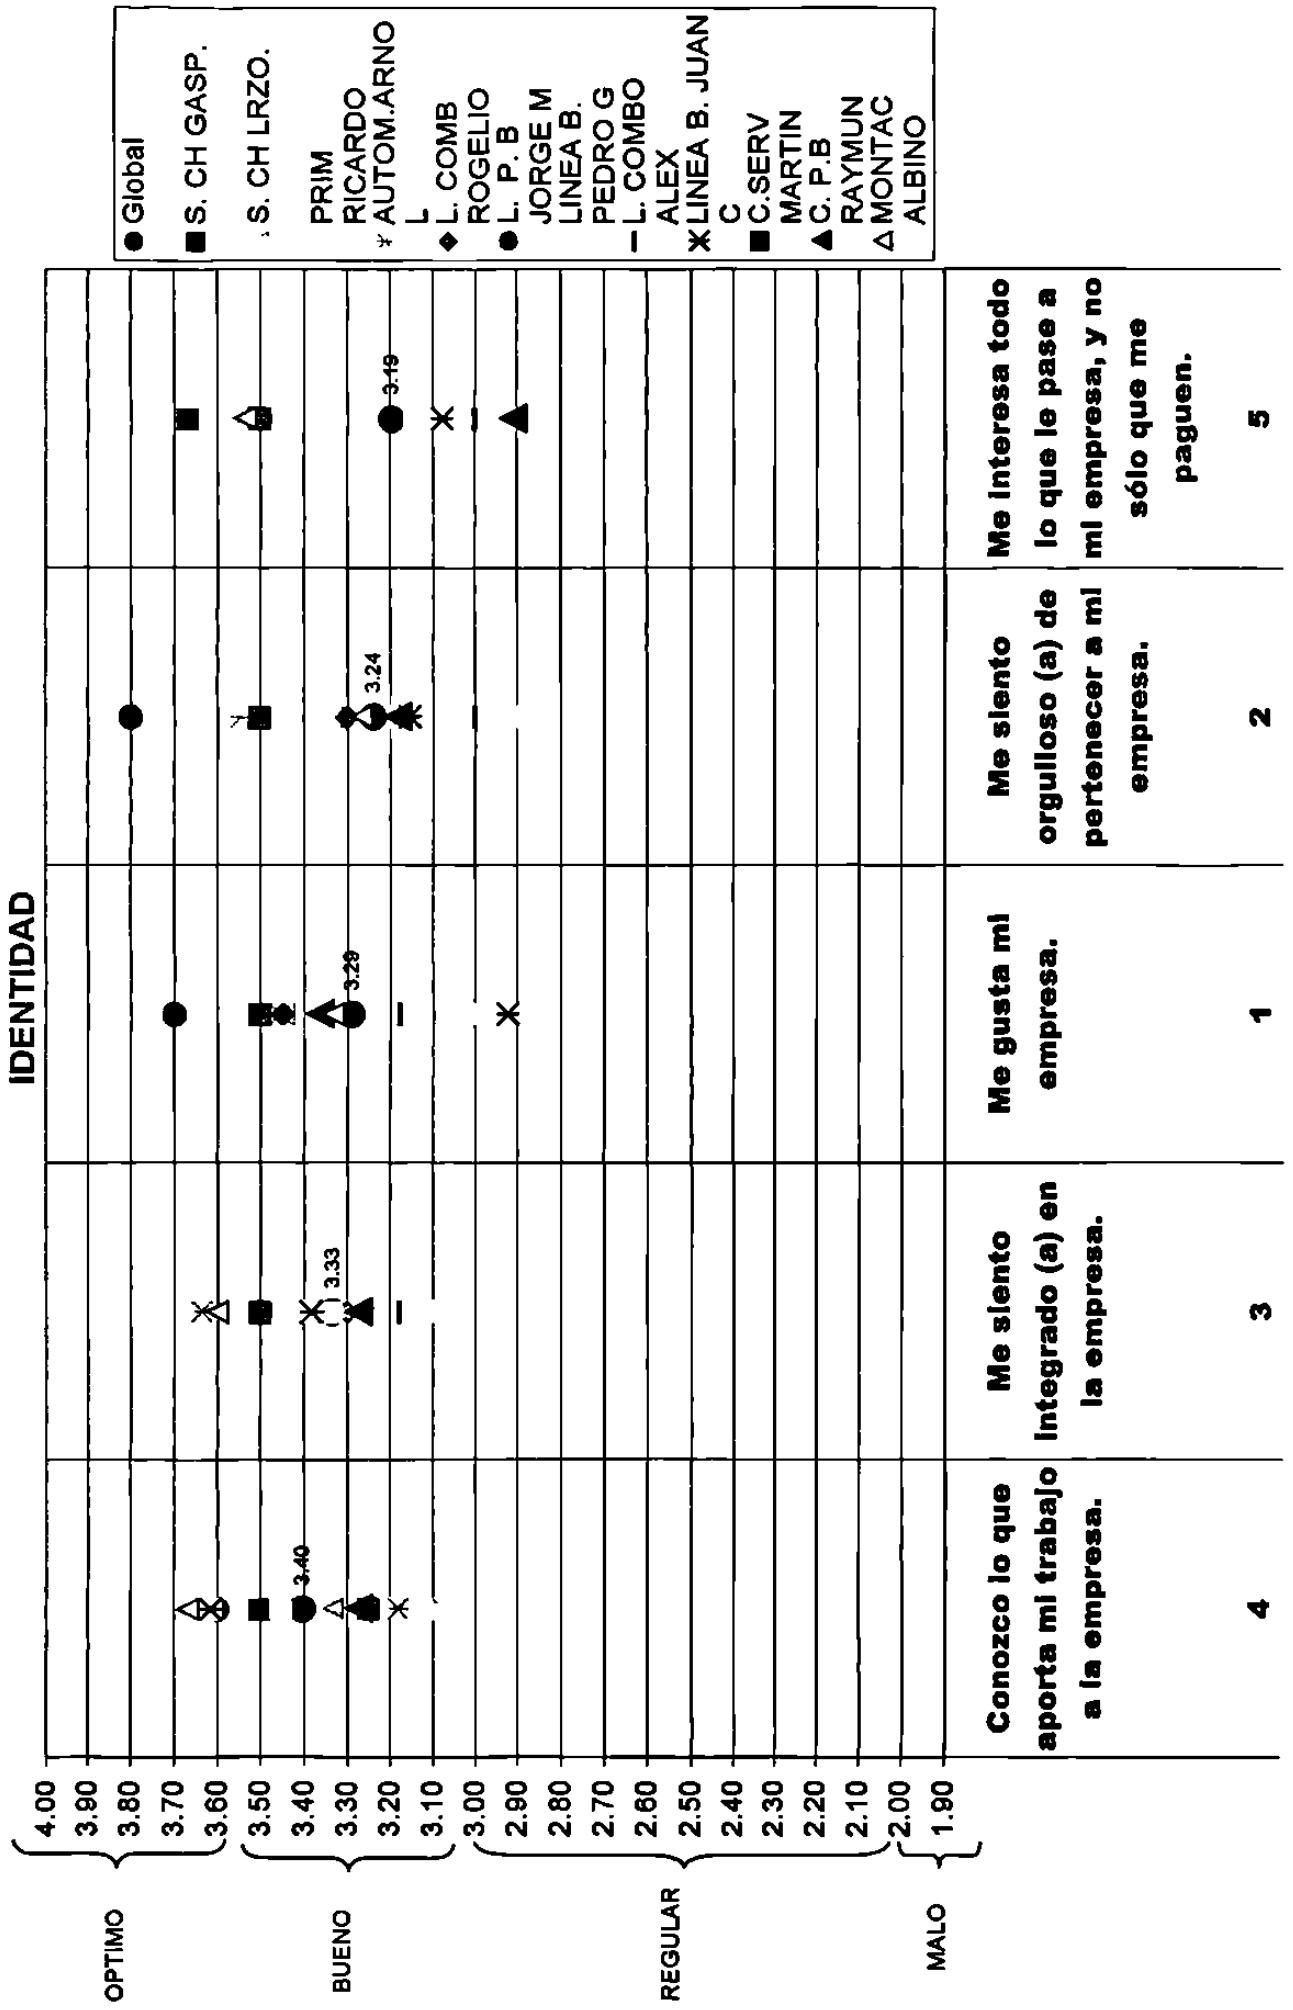 IDENTIDAD
4.00
3.90
3.80
3.70
3.60
3.50
3.40
3.30
3.20
3.10
3.00
2.90
2.80
2.70
2.60
2.50
2.40
2.30
2.20
2.10
2.00
1.90
OPTIMO
BUENO
REGULAR
MALO
3.40
3.33
3.29
3.24
3.19
Conozco lo que
aporta mi trabajo
a la empresa.
4
Me siento
integrado (a) en
la empresa.
3
Me gusta mi
empresa.
1
Me siento
orgulloso (a) de
pertenecer a mi
empresa.
2
Me interesa todo
lo que le pase a
mi empresa, y no
sólo que me
paguen.
5
Global
S. CH GASP.
S. CH LRZO.
PRIM
RICARDO
AUTOM.ARNO
L
L. COMB
ROGELIO
L. P. B
JORGE M
LINEA B.
PEDRO G
L. COMBO
ALEX
LINEA B. JUAN
C
C.SERV
MARTIN
C. P.B
RAYMUN
MONTAC
ALBINO